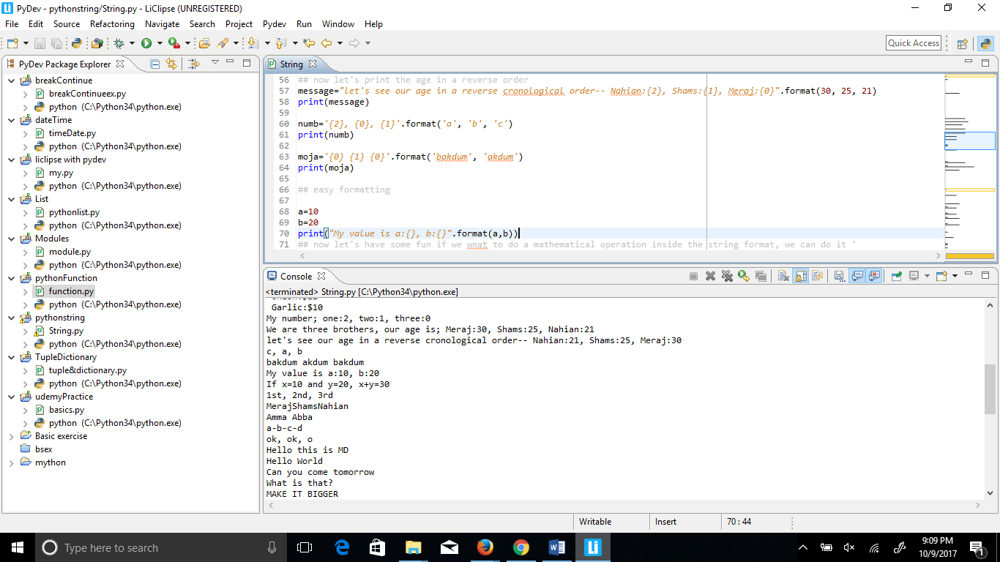 PyDev - pythonstring/String.py - LiClipse (UNREGISTERED)
File Edit Source Refactoring Navigate Search Project Pydev Run Window Help
Quick Access
PyDev Package Explorer
breakContinue
breakContinueex.py
python (C:\Python34\python.exe)
dateTime
timeDate.py
python (C:\Python34\python.exe)
liclipse with pydev
my.py
python (C:\Python34\python.exe)
List
pythonlist.py
python (C:\Python34\python.exe)
Modules
module.py
python (C:\Python34\python.exe)
pythonFunction
function.py
python (C:\Python34\python.exe)
pythonstring
String.py
python (C:\Python34\python.exe)
TupleDictionary
tuple&dictionary.py
python (C:\Python34\python.exe)
udemyPractice
basics.py
python (C:\Python34\python.exe)
Basic exercise
bsex
mython
String
56 ## now let's print the age in a reverse order
57 message="let's see our age in a reverse cronological order-- Nahian:{2}, Shams:{1}, Meraj:{0}".format(30, 25, 21)
58 print(message)
59
60 numb='{2}, {0}, {1}'.format('a', 'b', 'c')
61 print(numb)
62
63 moja='{0} {1} {0}'.format('bakdum', 'akdum')
64 print(moja)
65
66 ## easy formatting
67
68 a=10
69 b=20
70 print("My value is a:{}, b:{}".format(a,b))
71 ## now let's have some fun if we wnat to do a mathematical operation inside the string format, we can do it '
Console
<terminated> String.py [C:\Python34\python.exe]
Garlic:$10
My number; one:2, two:1, three:0
We are three brothers, our age is; Meraj:30, Shams:25, Nahian:21
let's see our age in a reverse cronological order-- Nahian:21, Shams:25, Meraj:30
c, a, b
bakdum akdum bakdum
My value is a:10, b:20
If x=10 and y=20, x+y=30
1st, 2nd, 3rd
MerajShamsNahian
Amma Abba
a-b-c-d
ok, ok, o
Hello this is MD
Hello World
Can you come tomorrow
What is that?
MAKE IT BIGGER
Writable Insert 70 : 44
Type here to search
9:09 PM
10/9/2017
1